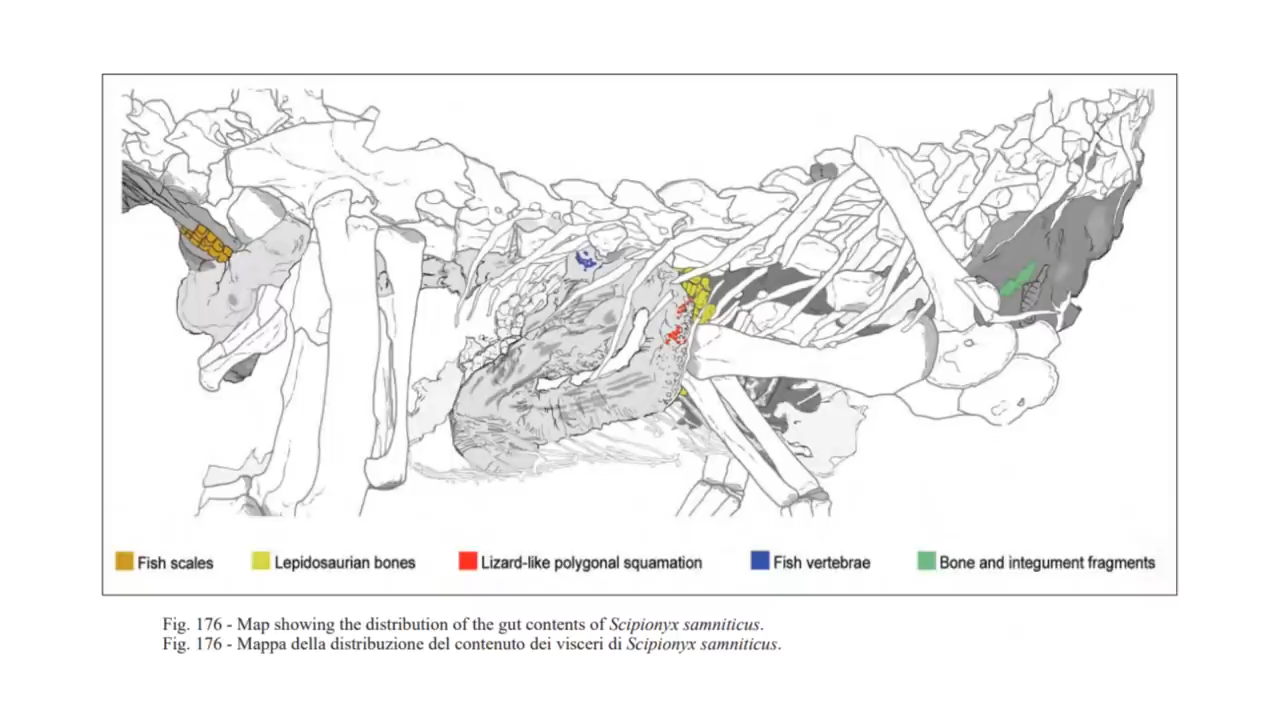 Fish scales Lepidosaurian bones Lizard-like polygonal squamation Fish vertebrae Bone and integument fragments
Fig. 176 - Map showing the distribution of the gut contents of Scipionyx samniticus.
Fig. 176 - Mappa della distribuzione del contenuto dei visceri di Scipionyx samniticus.